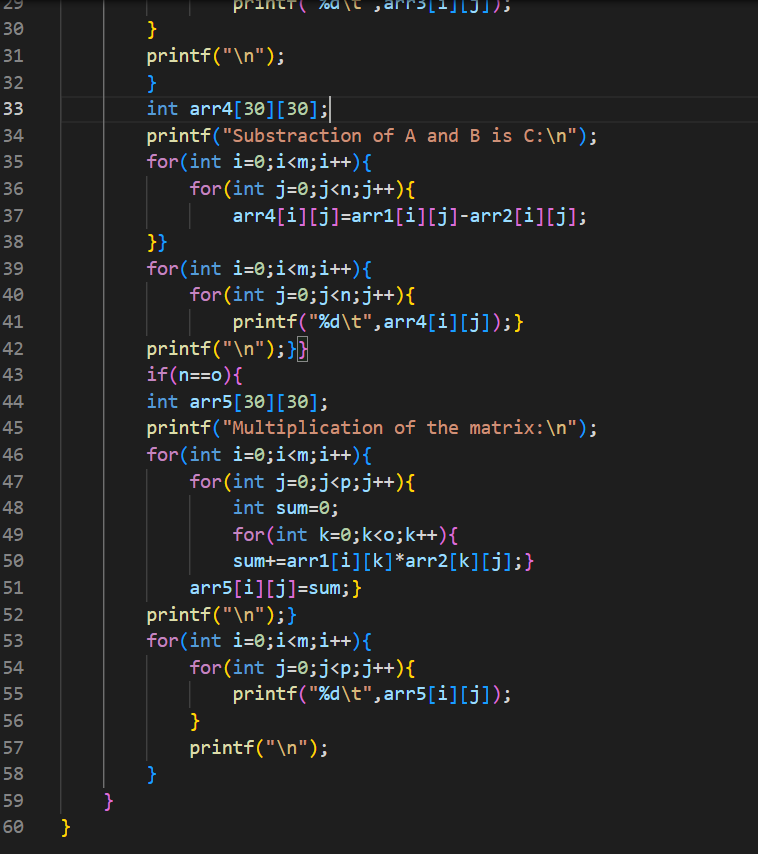 29 printf("%d\t",arr3[i][j]);
30 }
31 printf("\n");
32 }
33 int arr4[30][30];
34 printf("Substraction of A and B is C:\n");
35 for(int i=0;i<m;i++){
36 for(int j=0;j<n;j++){
37 arr4[i][j]=arr1[i][j]-arr2[i][j];
38 }}
39 for(int i=0;i<m;i++){
40 for(int j=0;j<n;j++){
41 printf("%d\t",arr4[i][j]);}
42 printf("\n");}}
43 if(n==o){
44 int arr5[30][30];
45 printf("Multiplication of the matrix:\n");
46 for(int i=0;i<m;i++){
47 for(int j=0;j<p;j++){
48 int sum=0;
49 for(int k=0;k<o;k++){
50 sum+=arr1[i][k]*arr2[k][j];}
51 arr5[i][j]=sum;}
52 printf("\n");}
53 for(int i=0;i<m;i++){
54 for(int j=0;j<p;j++){
55 printf("%d\t",arr5[i][j]);
56 }
57 printf("\n");
58 }
59 }
60 }